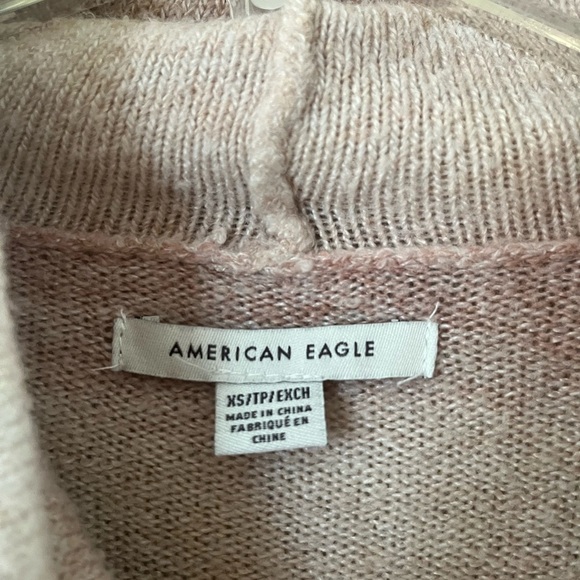 AMERICAN EAGLE
XS/TP/EXCH
MADE IN CHINA
FABRIQUÉ EN
CHINE